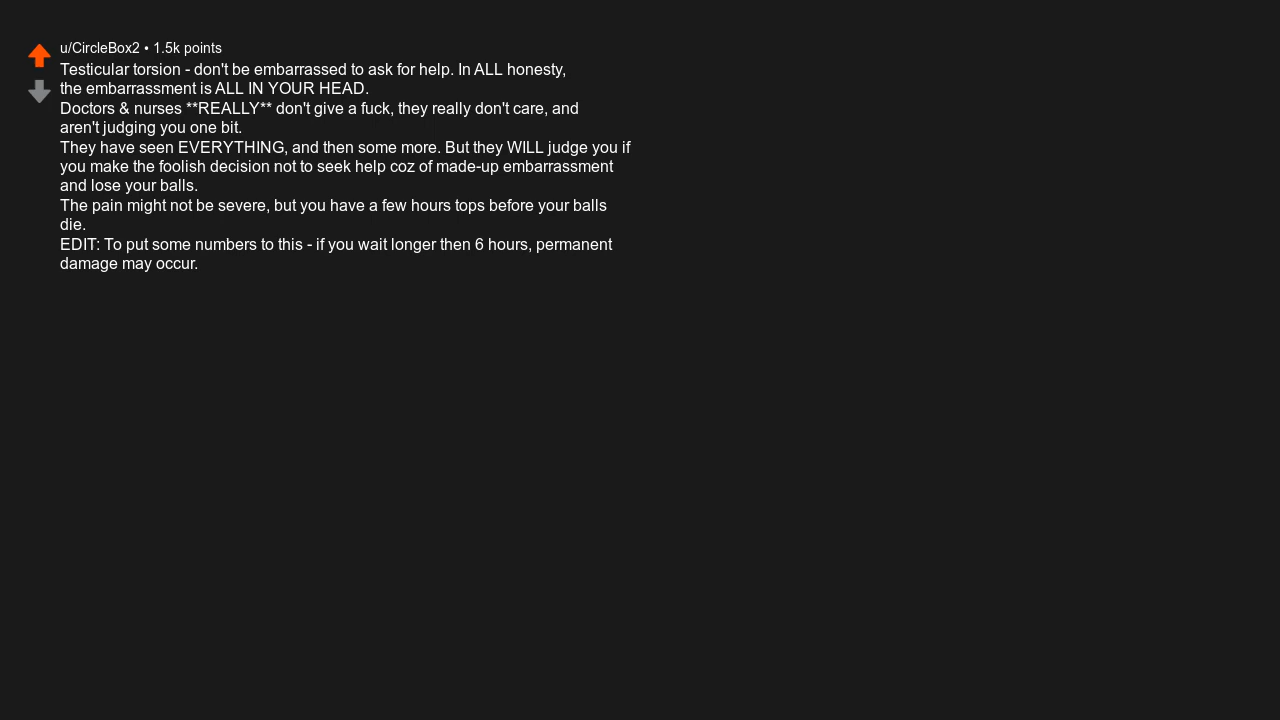 u/CircleBox2 • 1.5k points
Testicular torsion - don't be embarrassed to ask for help. In ALL honesty,
the embarrassment is ALL IN YOUR HEAD.
Doctors & nurses **REALLY** don't give a fuck, they really don't care, and
aren't judging you one bit.
They have seen EVERYTHING, and then some more. But they WILL judge you if
you make the foolish decision not to seek help coz of made-up embarrassment
and lose your balls.
The pain might not be severe, but you have a few hours tops before your balls
die.
EDIT: To put some numbers to this - if you wait longer then 6 hours, permanent
damage may occur.